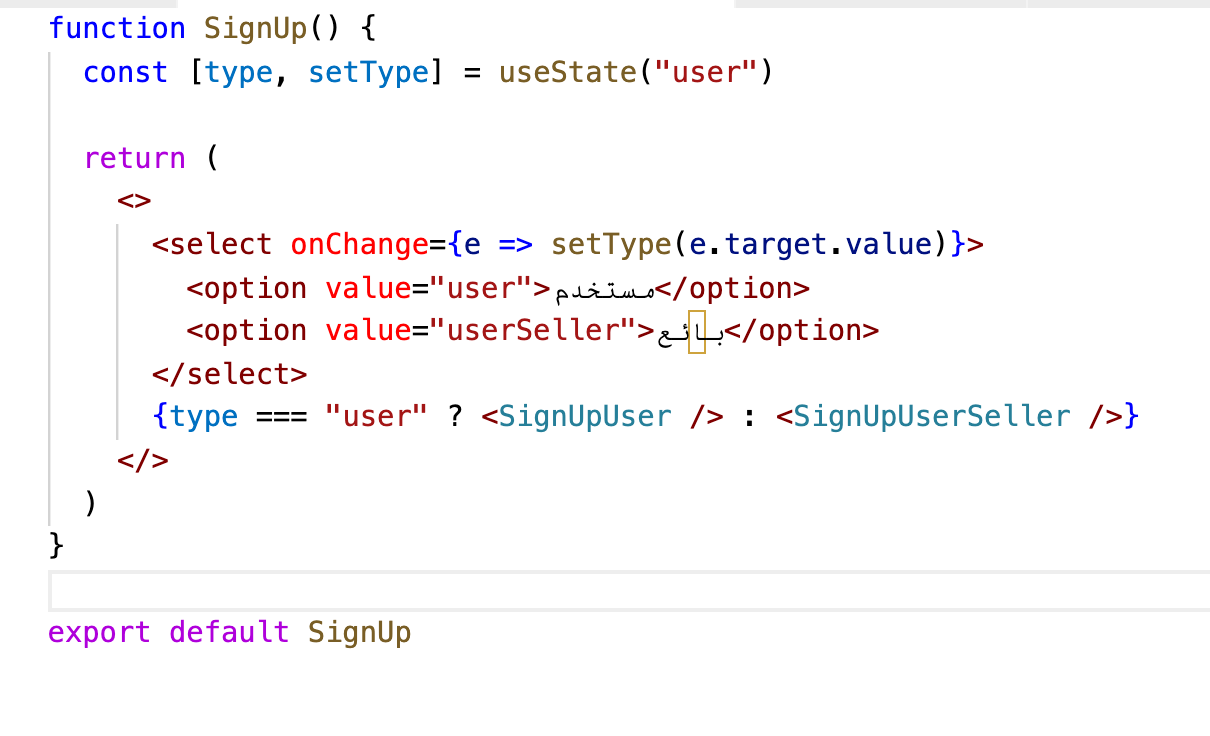 function SignUp() {
const [type, setType] = useState("user")
return (
<>
<select onChange={e => setType(e.target.value)}>
<option value="user">مستخدم</option>
<option value="userSeller">بائع</option>
</select>
{type === "user" ? <SignUpUser /> : <SignUpUserSeller />}
</>
)
}
export default SignUp